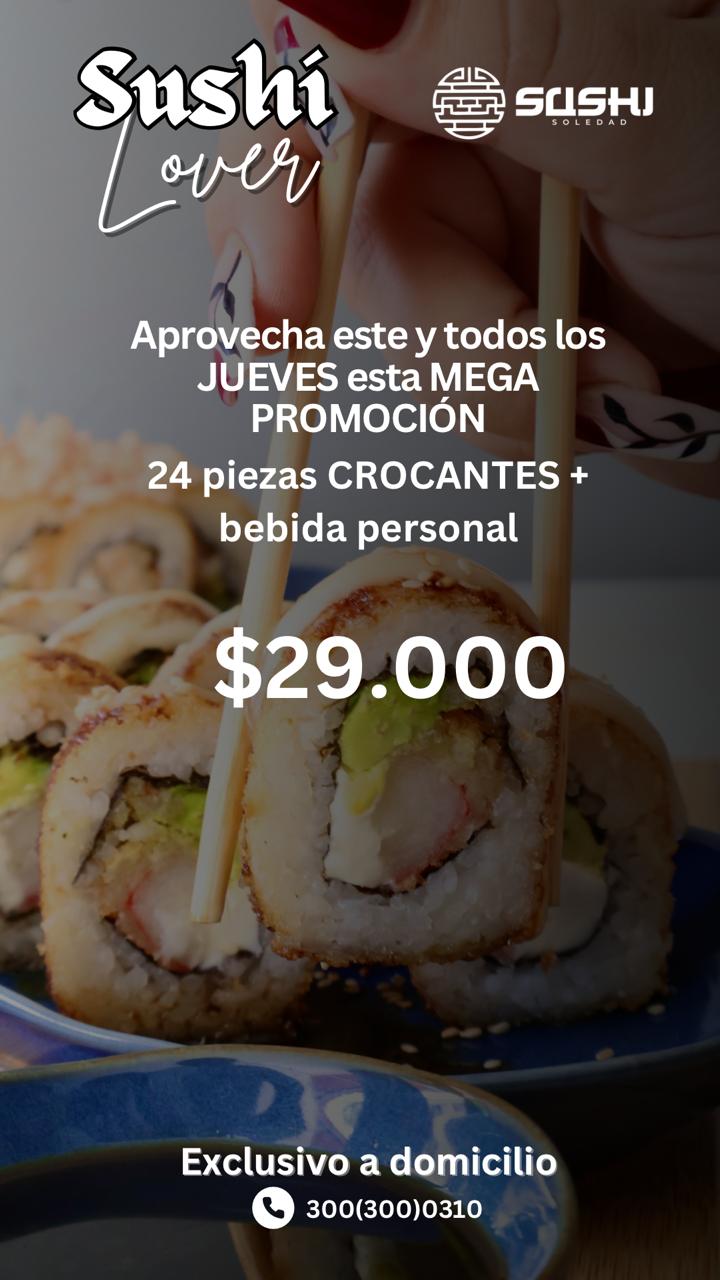 Sushi
Lover
SUSHI
SOLEDAD
Aprovecha este y todos los
JUEVES esta MEGA
PROMOCIÓN
24 piezas CROCANTES +
bebida personal
$29.000
Exclusivo a domicilio
300(300)0310